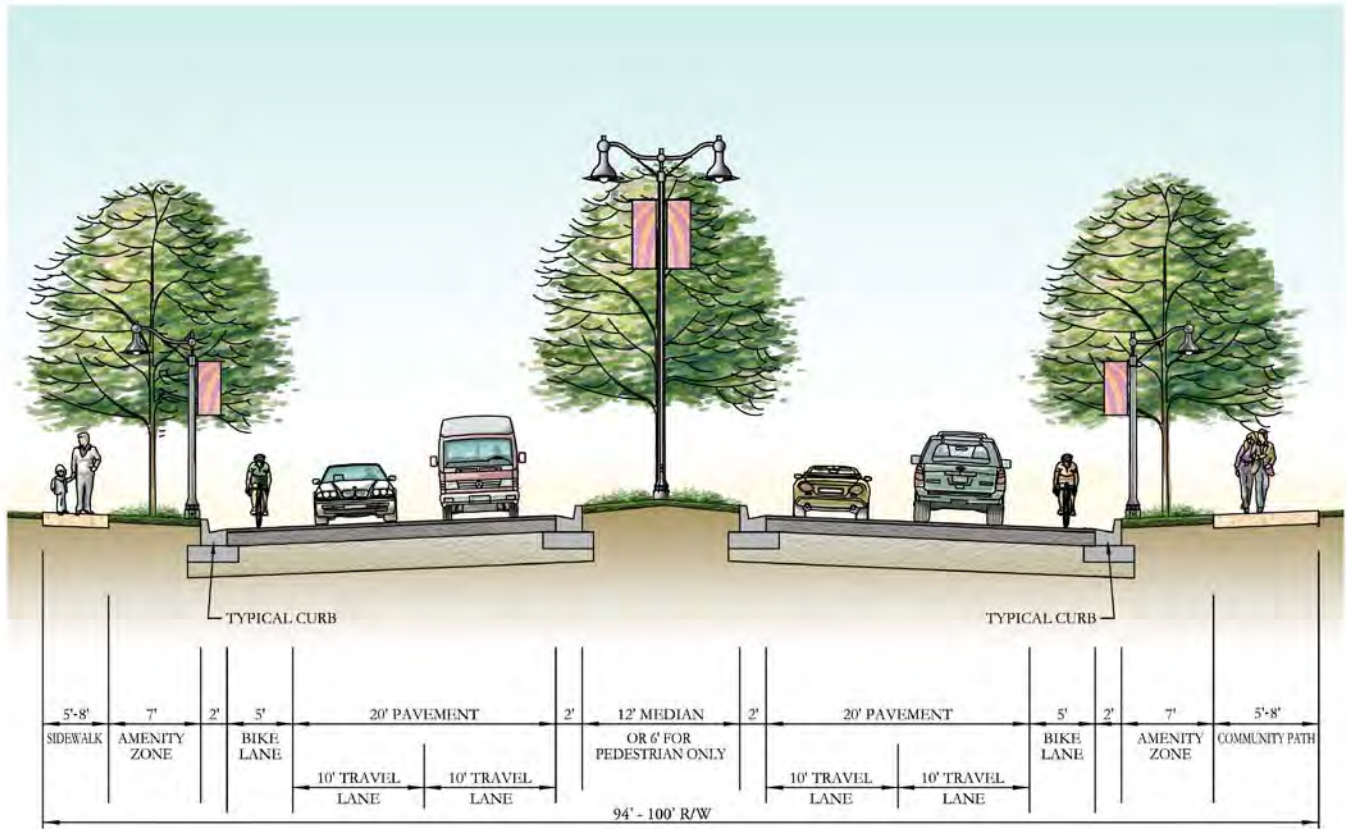 TYPICAL CURB
TYPICAL CURB
5'-8'
SIDEWALK
7'
AMENITY
ZONE
2'
5'
BIKE
LANE
20' PAVEMENT
10' TRAVEL
LANE
10' TRAVEL
LANE
2'
12' MEDIAN
OR 6' FOR
PEDESTRIAN ONLY
2'
20' PAVEMENT
10' TRAVEL
LANE
10' TRAVEL
LANE
5'
BIKE
LANE
2'
7'
AMENITY
ZONE
5'-8'
COMMUNITY PATH
94' - 100' R/W